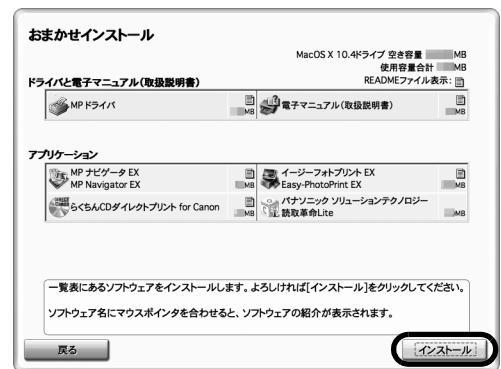 おまかせインストール
MacOS X 10.4ドライブ 空き容量 MB
使用容量合計 MB
ドライバと電子マニュアル(取扱説明書)
READMEファイル表示:
MP ドライバ
MB
電子マニュアル(取扱説明書)
MB
アプリケーション
MP ナビゲータ EX
MP Navigator EX
MB
イージーフォトプリント EX
Easy-PhotoPrint EX
MB
らくちんCDダイレクトプリント for Canon
MB
パナソニック ソリューションテクノロジー
読取革命Lite
MB
一覧表にあるソフトウェアをインストールします。よろしければ[インストール]をクリックしてください。
ソフトウェア名にマウスポインタを合わせると、ソフトウェアの紹介が表示されます。
戻る
インストール